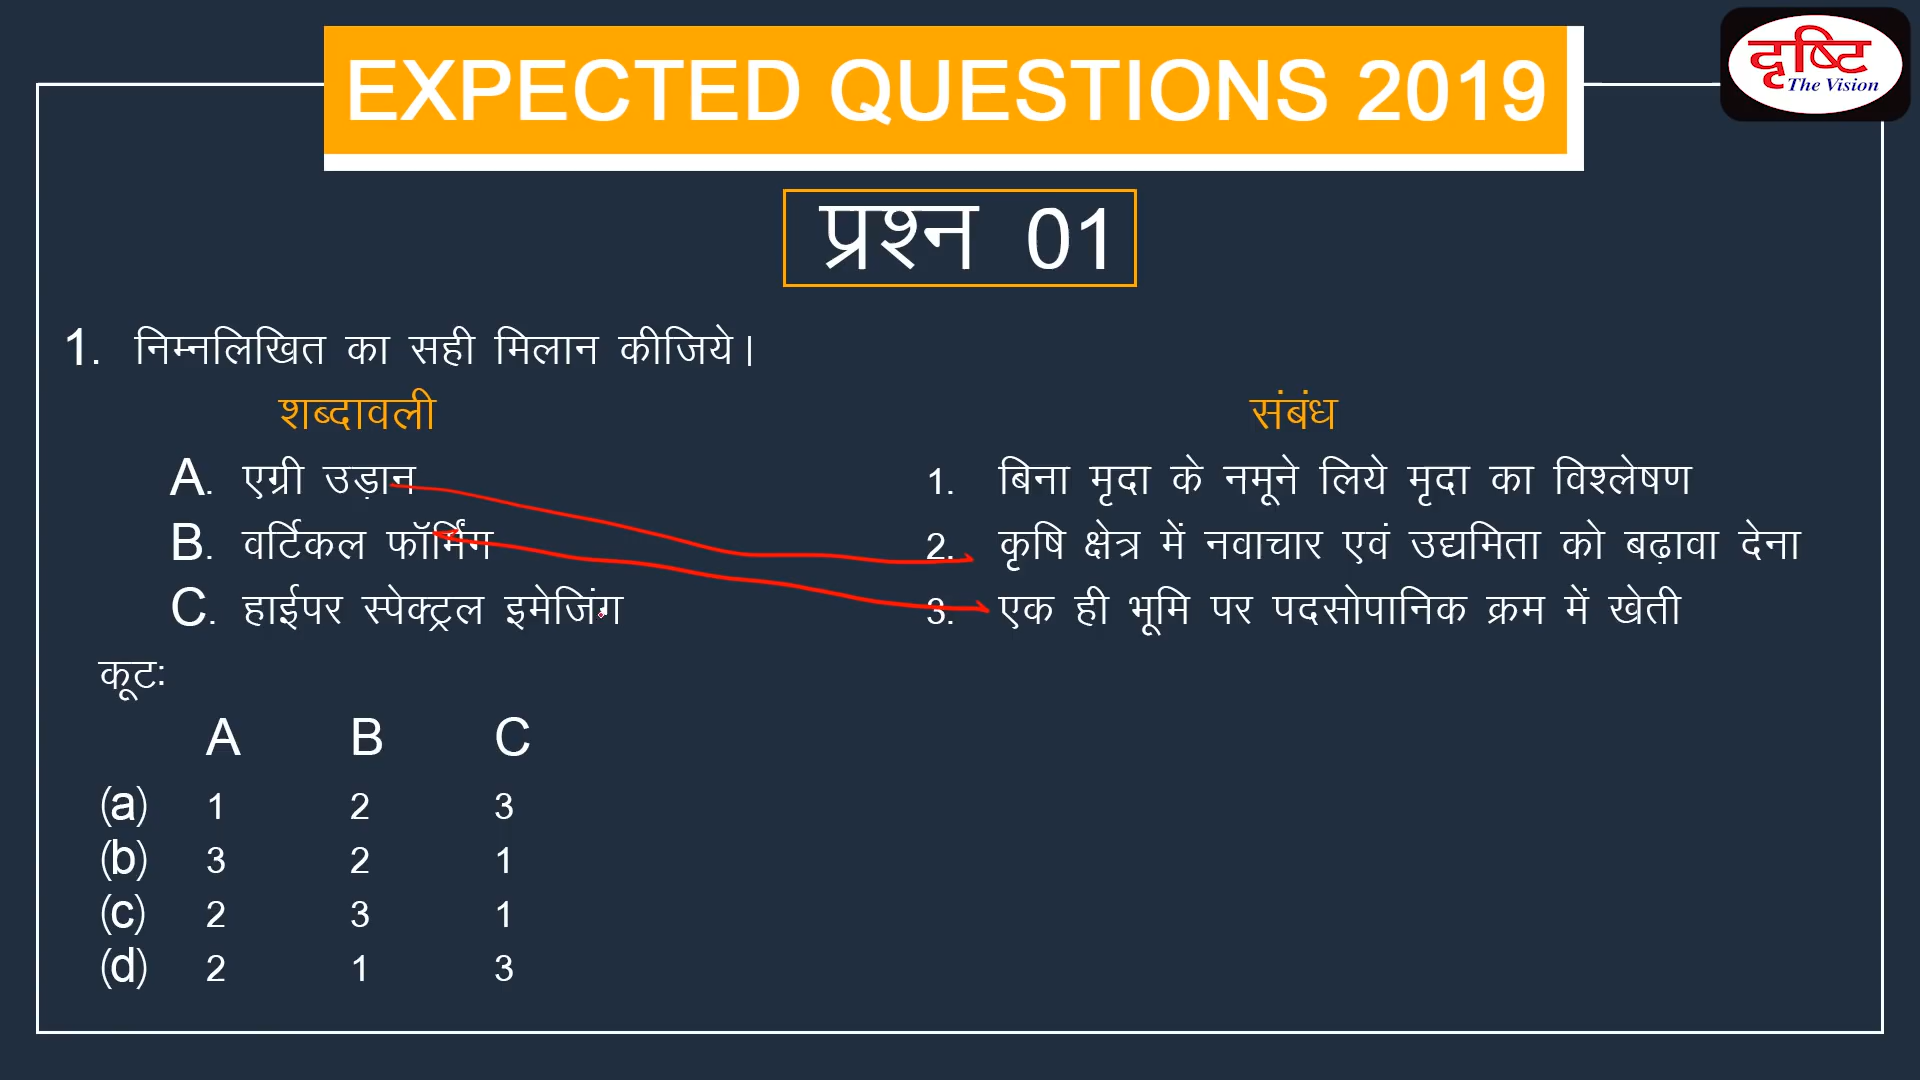 EXPECTED QUESTIONS 2019
दृष्टि
The Vision
प्रश्न 01
1. निम्नलिखित का सही मिलान कीजिये।
शब्दावली संबंध
A. एग्री उड़ान 1. बिना मृदा के नमूने लिये मृदा का विश्लेषण
B. वर्टिकल फॉर्मिंग 2. कृषि क्षेत्र में नवाचार एवं उद्यमिता को बढ़ावा देना
C. हाईपर स्पेक्ट्रल इमेजिंग 3. एक ही भूमि पर पदसोपानिक क्रम में खेती
कूटः
A B C
(a) 1 2 3
(b) 3 2 1
(c) 2 3 1
(d) 2 1 3